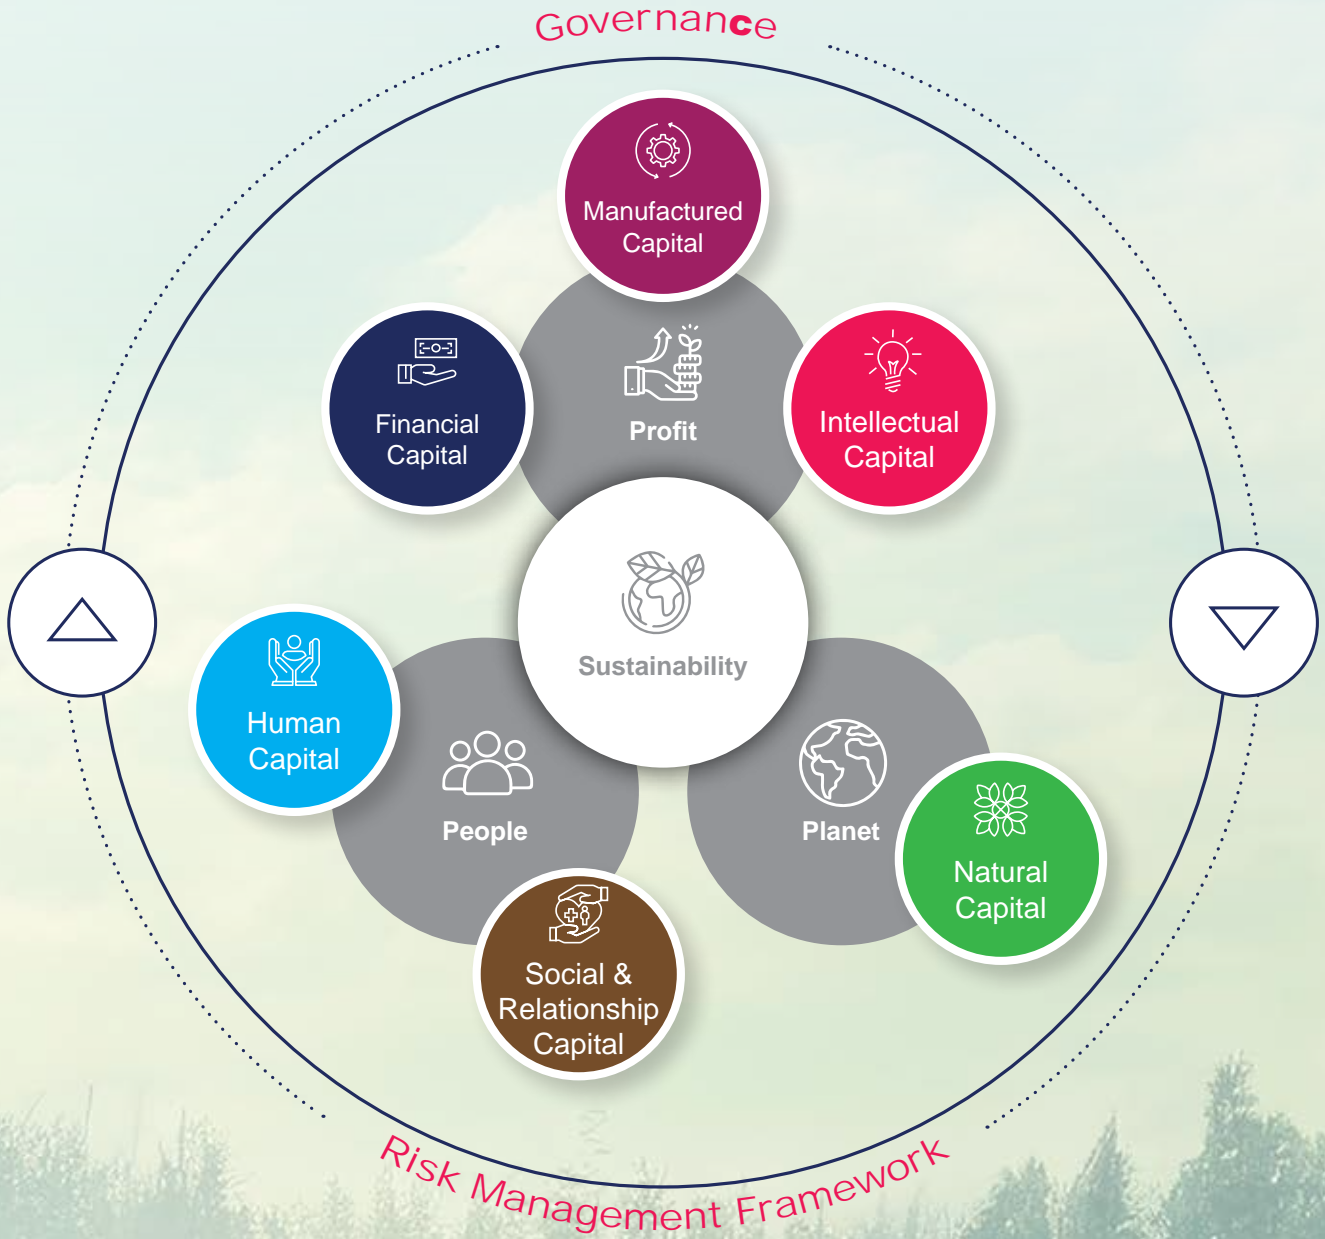 Governance
Manufactured
Capital
Financial
Capital
Profit
Intellectual
Capital
Sustainability
Human
Capital
People
Planet
Natural
Capital
Social &
Relationship
Capital
Risk Management Framework